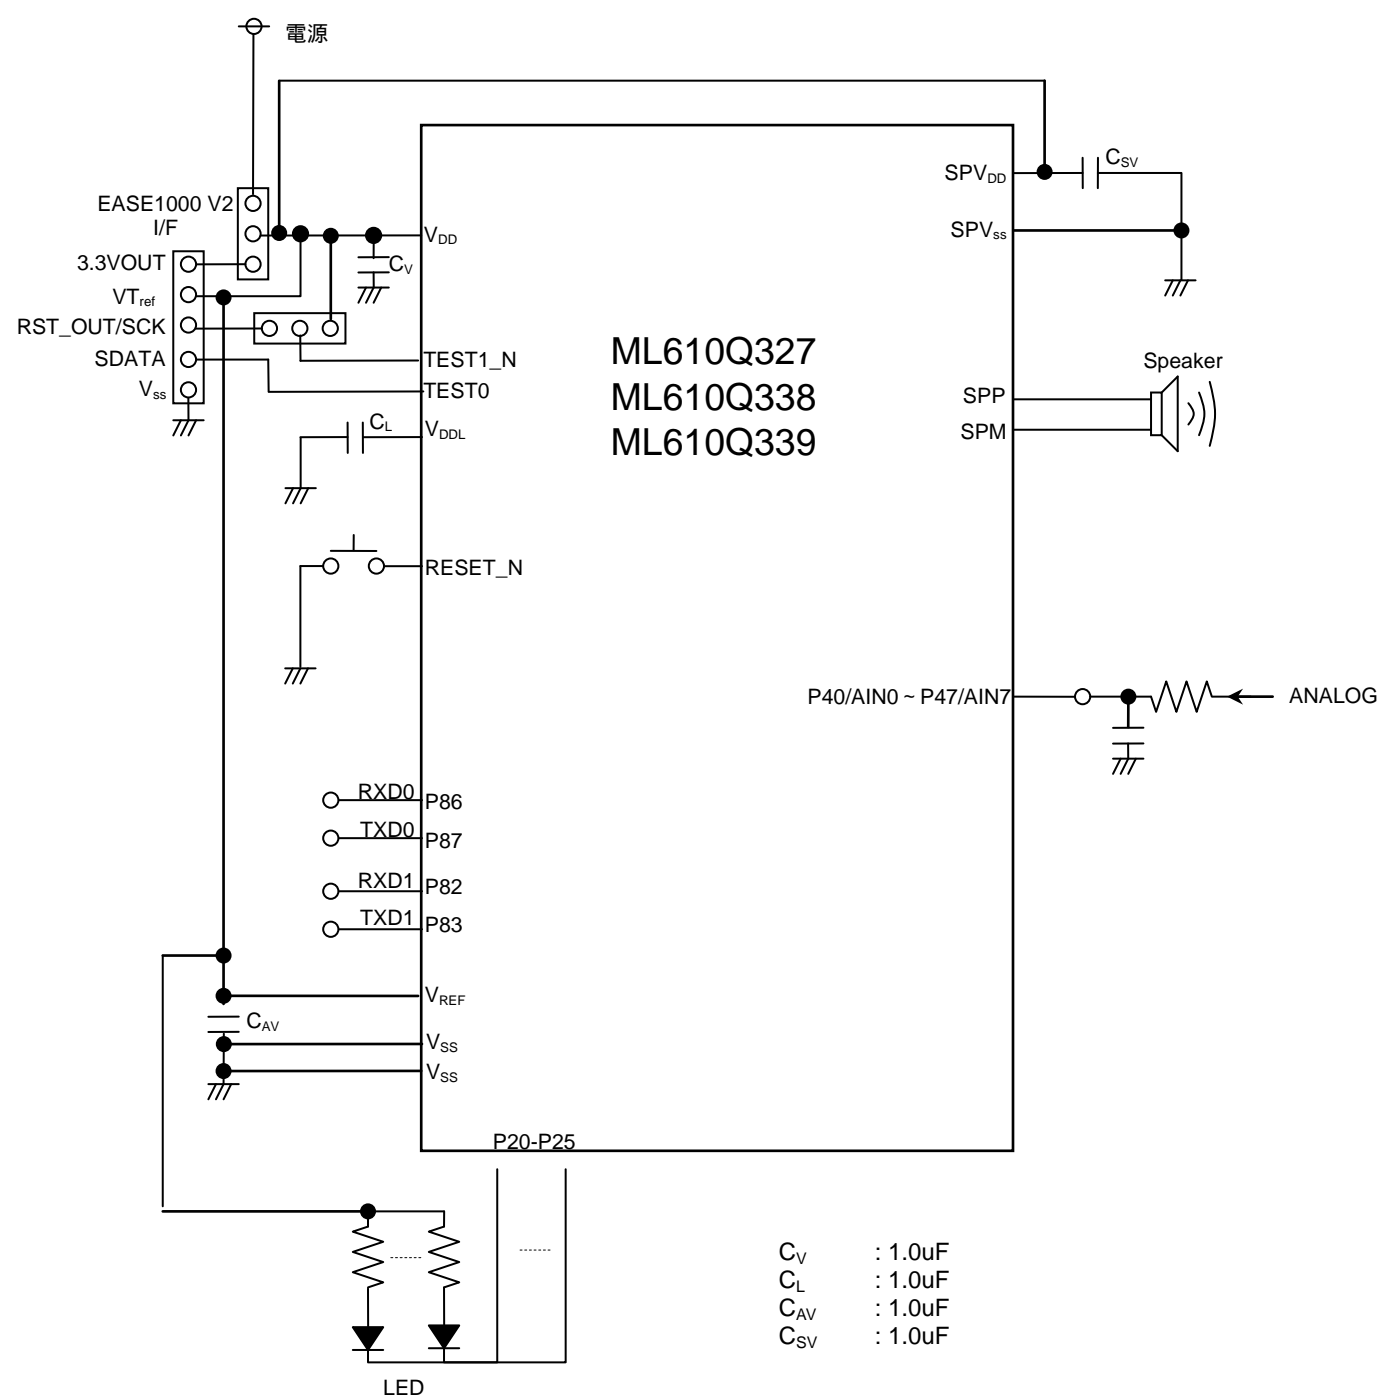 電源
EASE1000 V2
I/F
3.3VOUT
VTref
RST_OUT/SCK
SDATA
Vss
VDD
CV
TEST1_N
TEST0
CL
VDDL
RESET_N
ML610Q327
ML610Q338
ML610Q339
SPVDD
CSV
SPVss
Speaker
SPP
SPM
P40/AIN0 ~ P47/AIN7
ANALOG
RXD0
P86
TXD0
P87
RXD1
P82
TXD1
P83
VREF
CAV
VSS
VSS
P20-P25
LED
CV : 1.0uF
CL : 1.0uF
CAV : 1.0uF
CSV : 1.0uF